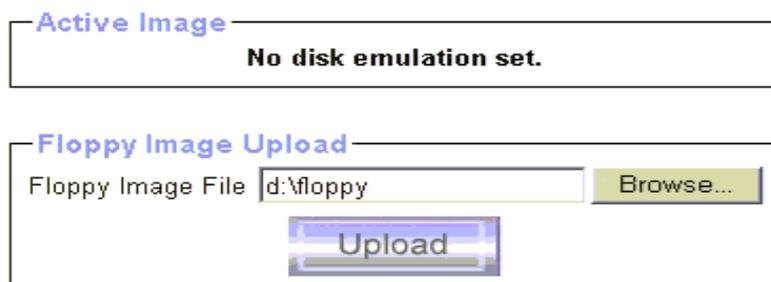 Active Image
No disk emulation set.
Floppy Image Upload
Floppy Image File d:\floppy Browse...
Upload